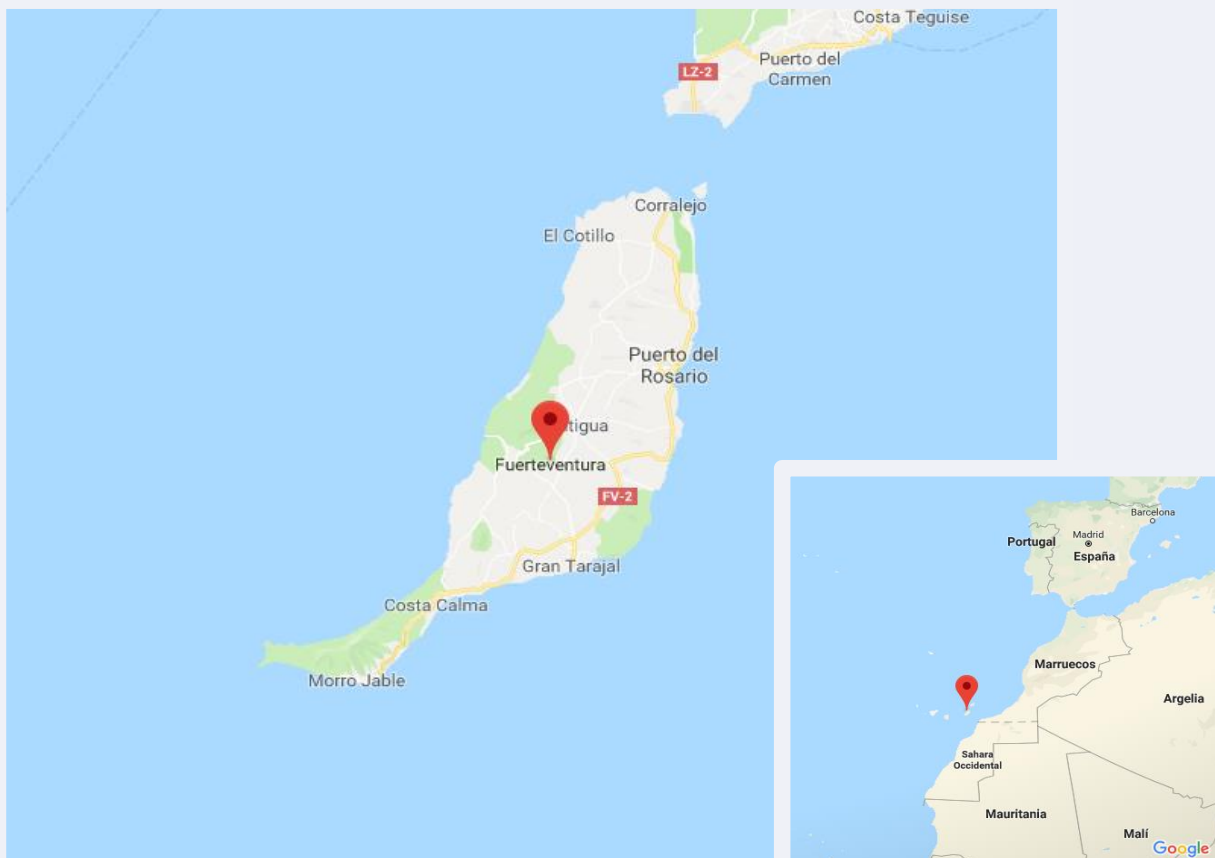 Costa Teguise
Puerto del
Carmen
LZ-2
Corralejo
El Cotillo
Puerto del
Rosario
tigua
Fuerteventura
FV-2
Gran Tarajal
Costa Calma
Morro Jable
Barcelona
Madrid
Portugal
España
Marruecos
Argelia
Sahara
Occidental
Mauritania
Malí
Google